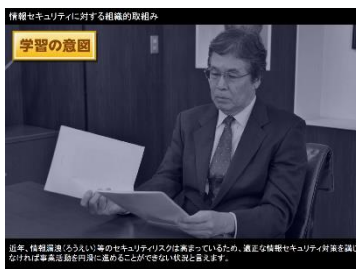 情報セキュリティに対する組織的取組み
学習の意図
近年、情報漏洩(ろうえい)等のセキュリティリスクは高まっているため、適正な情報セキュリティ対策を講じ
なければ事業活動を円滑に進めることができない状況と言えます。